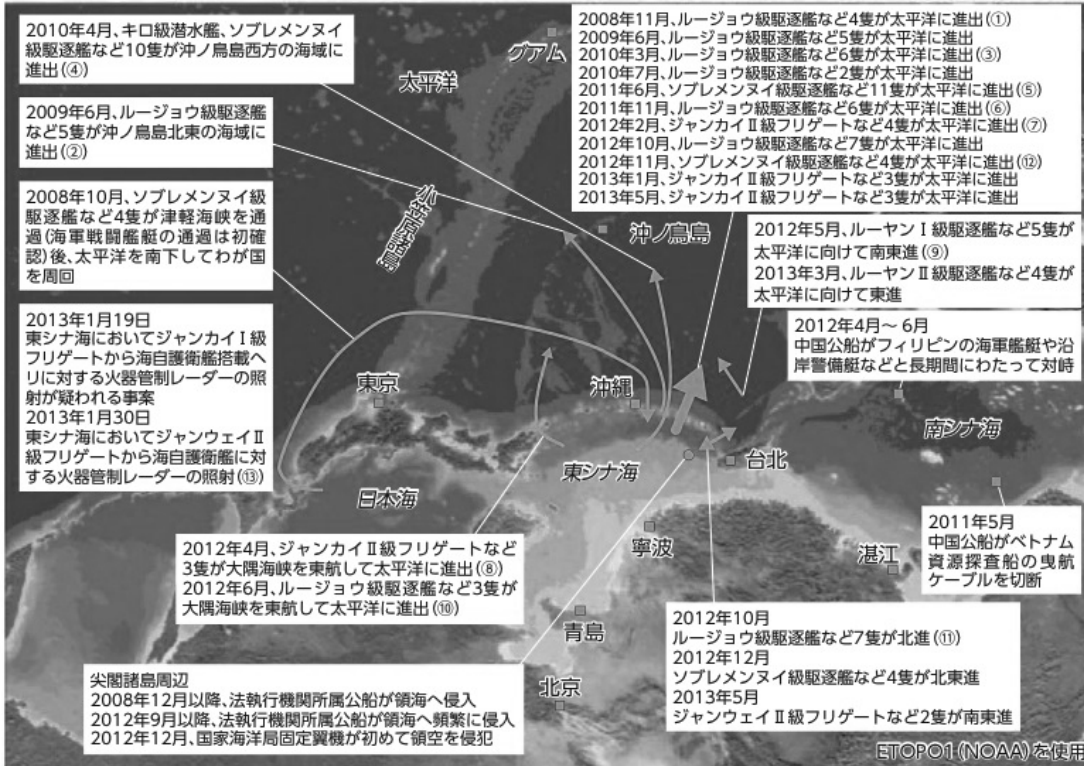 2010年4月、キロ級潜水艦、ソブレメンヌイ
級駆逐艦など10隻が沖ノ鳥島西方の海域に
進出(④)
2009年6月、ルージョウ級駆逐艦
など5隻が沖ノ鳥島北東の海域に
進出(②)
2008年10月、ソブレメンヌイ級
駆逐艦など4隻が津軽海峡を通
過(海軍戦闘艦艇の通過は初確
認)後、太平洋を南下してわが国
を周回
2013年1月19日
東シナ海においてジャンカイⅠ級
フリゲートから海自護衛艦搭載ヘ
リに対する火器管制レーダーの照
射が疑われる事案
2013年1月30日
東シナ海においてジャンウェイⅡ
級フリゲートから海自護衛艦に対
する火器管制レーダーの照射(⑬)
グアム
太平洋
小笠原諸島
沖ノ鳥島
2008年11月、ルージョウ級駆逐艦など4隻が太平洋に進出(①)
2009年6月、ルージョウ級駆逐艦など5隻が太平洋に進出
2010年3月、ルージョウ級駆逐艦など6隻が太平洋に進出(③)
2010年7月、ルージョウ級駆逐艦など2隻が太平洋に進出
2011年6月、ソブレメンヌイ級駆逐艦など11隻が太平洋に進出(⑤)
2011年11月、ルージョウ級駆逐艦など6隻が太平洋に進出(⑥)
2012年2月、ジャンカイⅡ級フリゲートなど4隻が太平洋に進出(⑦)
2012年10月、ルージョウ級駆逐艦など7隻が太平洋に進出
2012年11月、ソブレメンヌイ級駆逐艦など4隻が太平洋に進出(⑫)
2013年1月、ジャンカイⅡ級フリゲートなど3隻が太平洋に進出
2013年5月、ジャンカイⅡ級フリゲートなど3隻が太平洋に進出
2012年5月、ルーヤンⅠ級駆逐艦など5隻が
太平洋に向けて南東進(⑨)
2013年3月、ルーヤンⅡ級駆逐艦など4隻が
太平洋に向けて東進
2012年4月～6月
中国公船がフィリピンの海軍艦艇や沿
岸警備艇などと長期間にわたって対峙
東京
沖縄
台北
南シナ海
日本海
東シナ海
寧波
湛江
青島
北京
2011年5月
中国公船がベトナム
資源探査船の曳航
ケーブルを切断
2012年4月、ジャンカイⅡ級フリゲートなど
3隻が大隅海峡を東航して太平洋に進出(⑧)
2012年6月、ルージョウ級駆逐艦など3隻が
大隅海峡を東航して太平洋に進出(⑩)
2012年10月
ルージョウ級駆逐艦など7隻が北進(⑪)
2012年12月
ソブレメンヌイ級駆逐艦など4隻が北東進
2013年5月
ジャンウェイⅡ級フリゲートなど2隻が南東進
尖閣諸島周辺
2008年12月以降、法執行機関所属公船が領海へ侵入
2012年9月以降、法執行機関所属公船が領海へ頻繁に侵入
2012年12月、国家海洋局固定翼機が初めて領空を侵犯
ETOPO1(NOAA)を使用